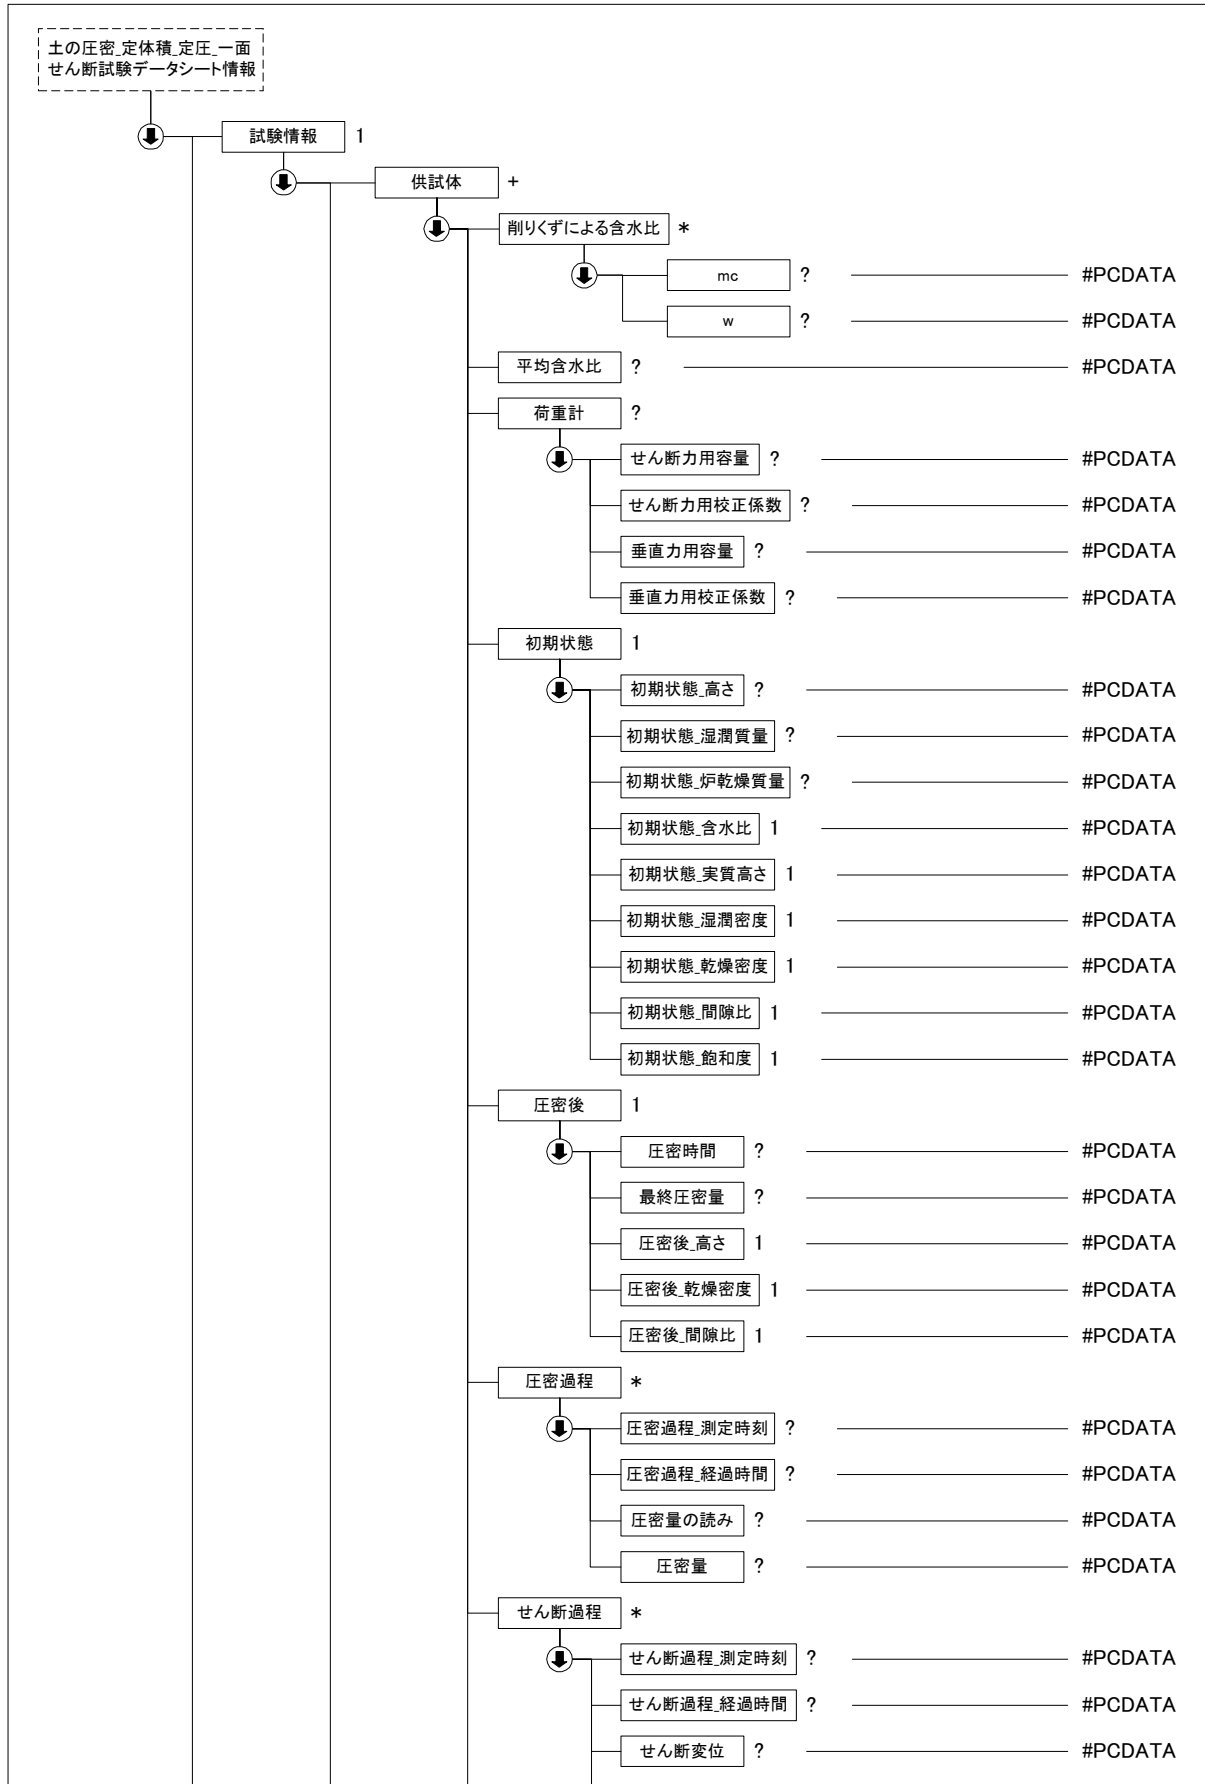 土の圧密_定体積_定圧_一面
せん断試験データシート情報
試験情報 1
供試体 +
削りくずによる含水比 *
mc ? #PCDATA
w ? #PCDATA
平均含水比 ? #PCDATA
荷重計 ?
せん断力用容量 ? #PCDATA
せん断力用校正係数 ? #PCDATA
垂直力用容量 ? #PCDATA
垂直力用校正係数 ? #PCDATA
初期状態 1
初期状態_高さ ? #PCDATA
初期状態_湿潤質量 ? #PCDATA
初期状態_炉乾燥質量 ? #PCDATA
初期状態_含水比 1 #PCDATA
初期状態_実質高さ 1 #PCDATA
初期状態_湿潤密度 1 #PCDATA
初期状態_乾燥密度 1 #PCDATA
初期状態_間隙比 1 #PCDATA
初期状態_飽和度 1 #PCDATA
圧密後 1
圧密時間 ? #PCDATA
最終圧密量 ? #PCDATA
圧密後_高さ 1 #PCDATA
圧密後_乾燥密度 1 #PCDATA
圧密後_間隙比 1 #PCDATA
圧密過程 *
圧密過程_測定時刻 ? #PCDATA
圧密過程_経過時間 ? #PCDATA
圧密量の読み ? #PCDATA
圧密量 ? #PCDATA
せん断過程 *
せん断過程_測定時刻 ? #PCDATA
せん断過程_経過時間 ? #PCDATA
せん断変位 ? #PCDATA